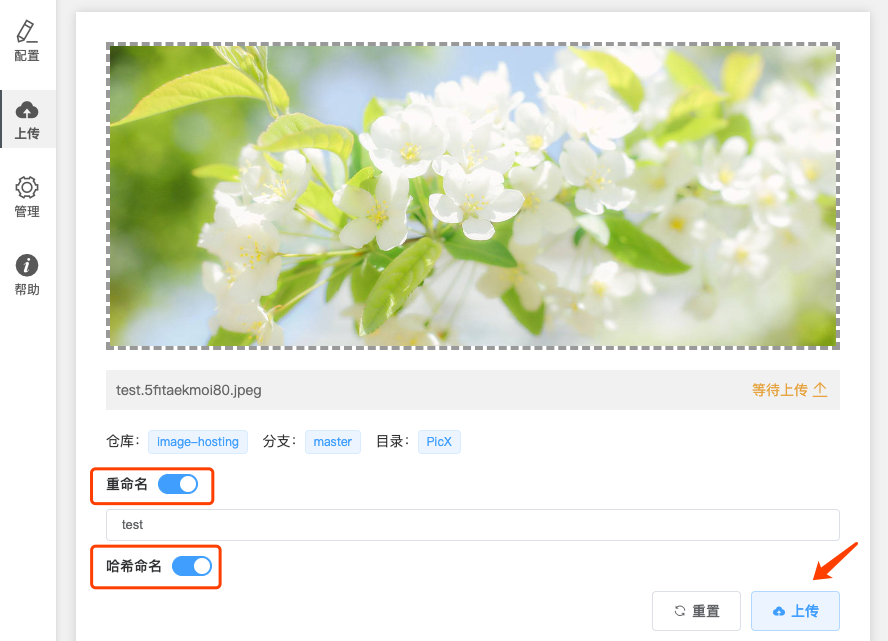 配置
上传
管理
帮助
test.5fitaekmoi80.jpeg 等待上传
仓库： image-hosting 分支： master 目录： PicX
重命名
test
哈希命名
重置 上传